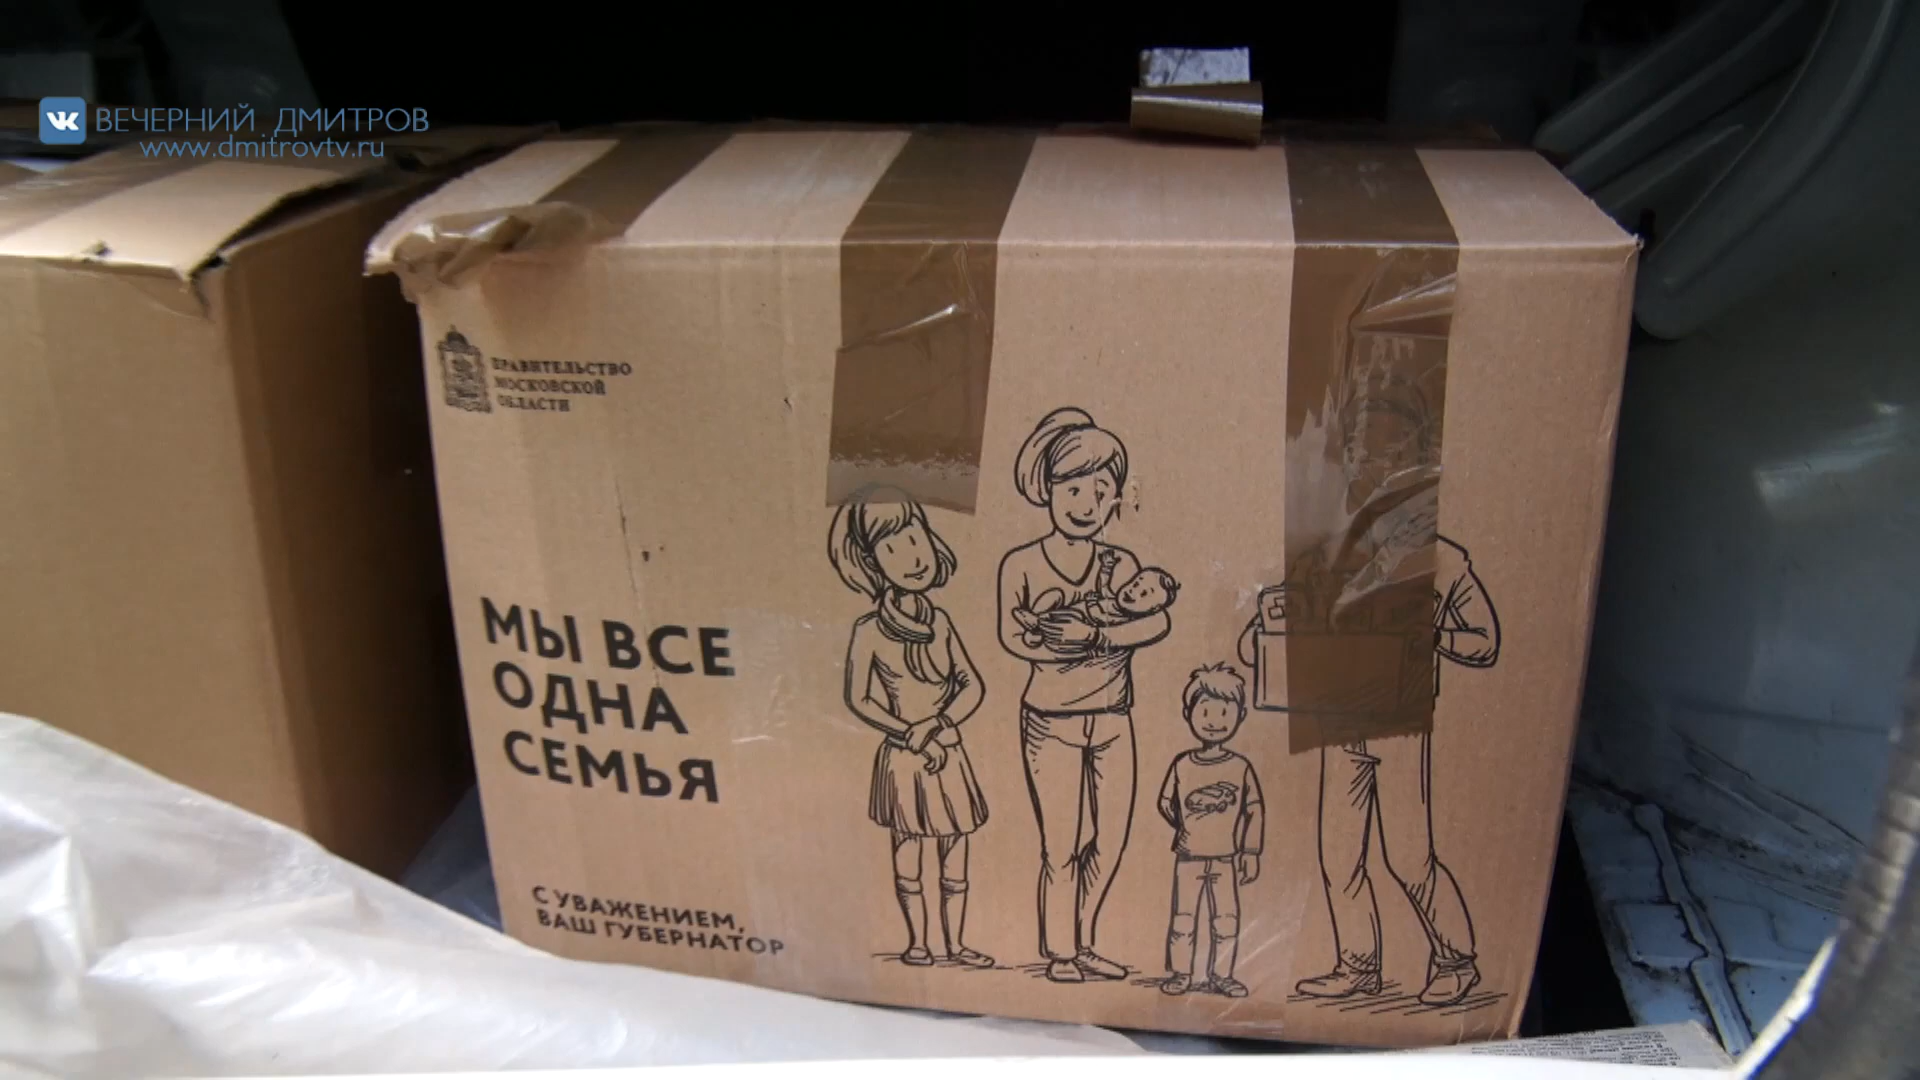 ВЕЧЕРНИЙ ДМИТРОВ
www.dmitrovtv.ru
ПРАВИТЕЛЬСТВО
МОСКОВСКОЙ
ОБЛАСТИ
МЫ ВСЕ
ОДНА
СЕМЬЯ
С УВАЖЕНИЕМ,
ВАШ ГУБЕРНАТОР